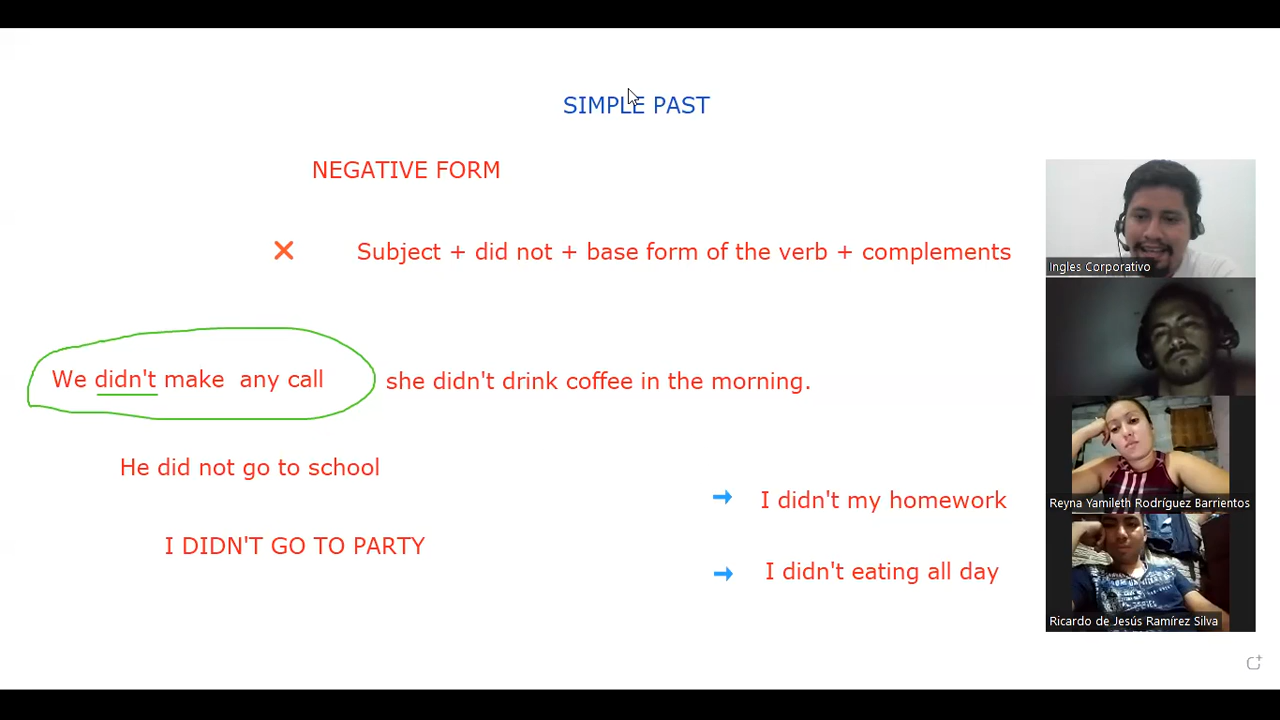 SIMPLE PAST
NEGATIVE FORM
Subject + did not + base form of the verb + complements
Ingles Corporativo
We didn't make any call
she didn't drink coffee in the morning.
He did not go to school
I didn't my homework
Reyna Yamileth Rodríguez Barrientos
I DIDN'T GO TO PARTY
I didn't eating all day
Ricardo de Jesús Ramírez Silva